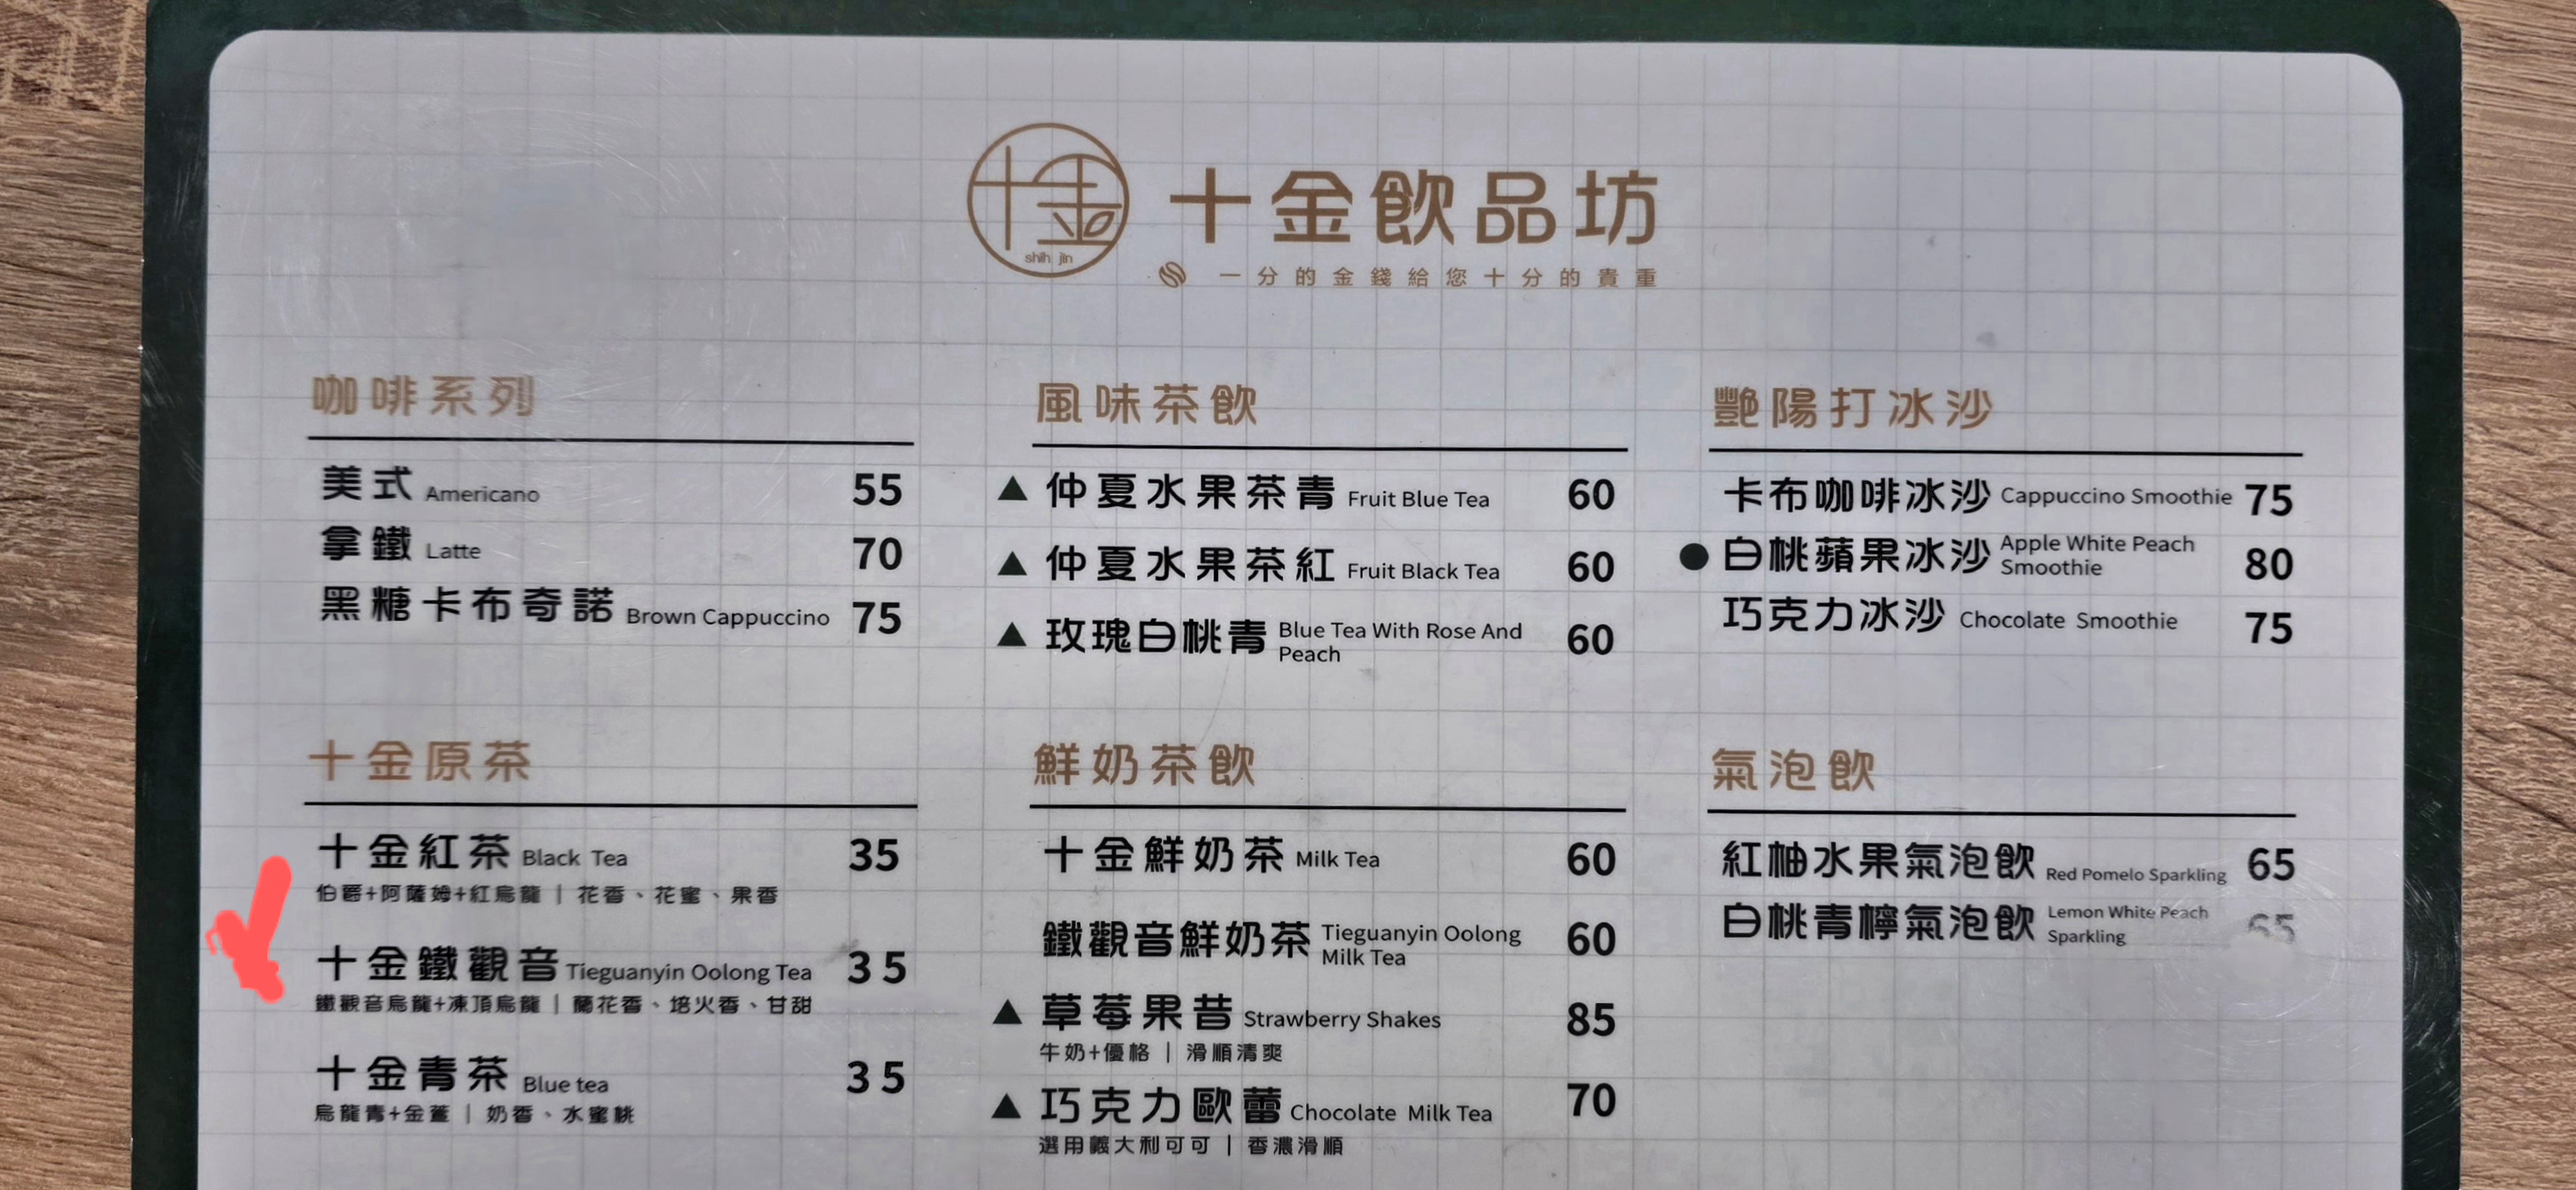 shih jin
十金飲品坊
一分的金錢給您十分的貴重
咖啡系列
美式 Americano 55
拿鐵 Latte 70
黑糖卡布奇諾 Brown Cappuccino 75
風味茶飲
▲ 仲夏水果茶青 Fruit Blue Tea 60
▲ 仲夏水果茶紅 Fruit Black Tea 60
▲ 玫瑰白桃青 Blue Tea With Rose And
Peach 60
艷陽打冰沙
卡布咖啡冰沙 Cappuccino Smoothie 75
● 白桃蘋果冰沙 Apple White Peach
Smoothie 80
巧克力冰沙 Chocolate Smoothie 75
十金原茶
十金紅茶 Black Tea 35
伯爵+阿薩姆+紅烏龍 | 花香、花蜜、果香
十金鐵觀音 Tieguanyin Oolong Tea 35
鐵觀音烏龍+凍頂烏龍 | 蘭花香、焙火香、甘甜
十金青茶 Blue tea 35
烏龍青+金萱 | 奶香、水蜜桃
鮮奶茶飲
十金鮮奶茶 Milk Tea 60
鐵觀音鮮奶茶 Tieguanyin Oolong
Milk Tea 60
▲ 草莓果昔 Strawberry Shakes 85
牛奶+優格 | 滑順清爽
▲ 巧克力歐蕾 Chocolate Milk Tea 70
選用義大利可可 | 香濃滑順
氣泡飲
紅柚水果氣泡飲 Red Pomelo Sparkling 65
白桃青檸氣泡飲 Lemon White Peach
Sparkling 65